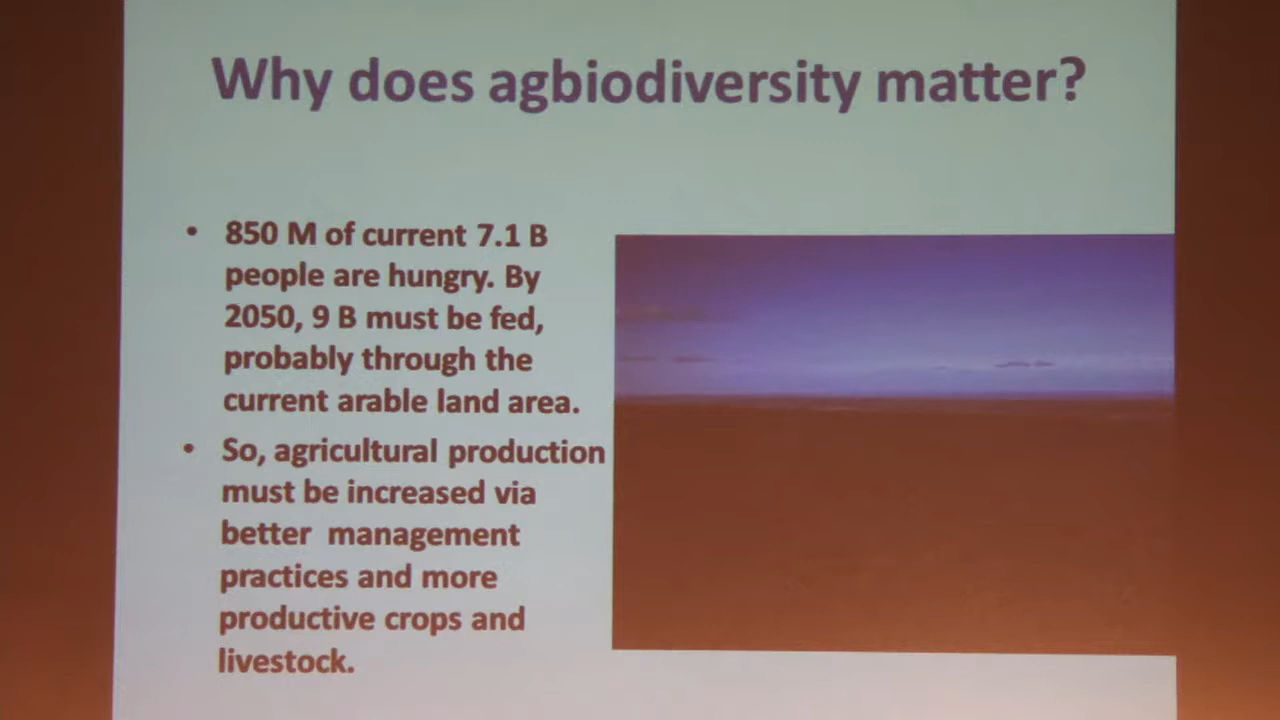 Why does agbiodiversity matter?
• 850 M of current 7.1 B
people are hungry. By
2050, 9 B must be fed,
probably through the
current arable land area.
• So, agricultural production
must be increased via
better management
practices and more
productive crops and
livestock.